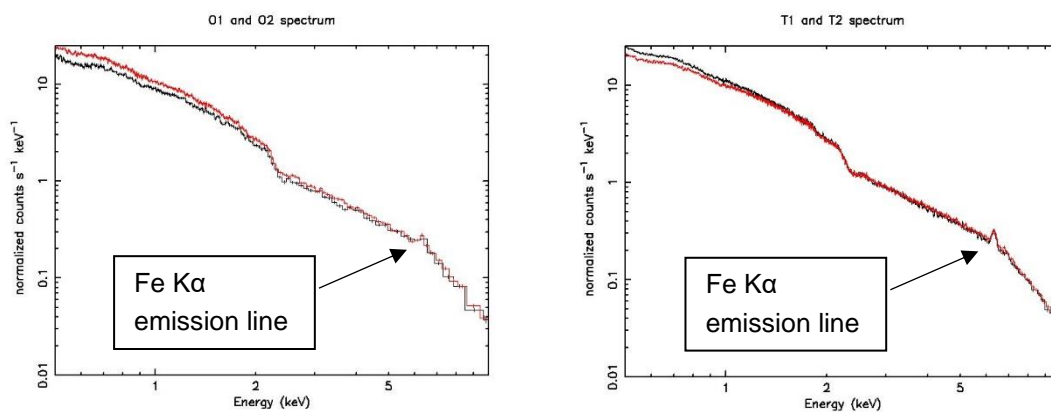 O1 and O2 spectrum
normalized counts s⁻¹ keV⁻¹
10
1
0.1
0.01
Fe Kα
emission line
1
2
5
Energy (keV)
T1 and T2 spectrum
normalized counts s⁻¹ keV⁻¹
10
1
0.1
0.01
Fe Kα
emission line
1
2
5
Energy (keV)